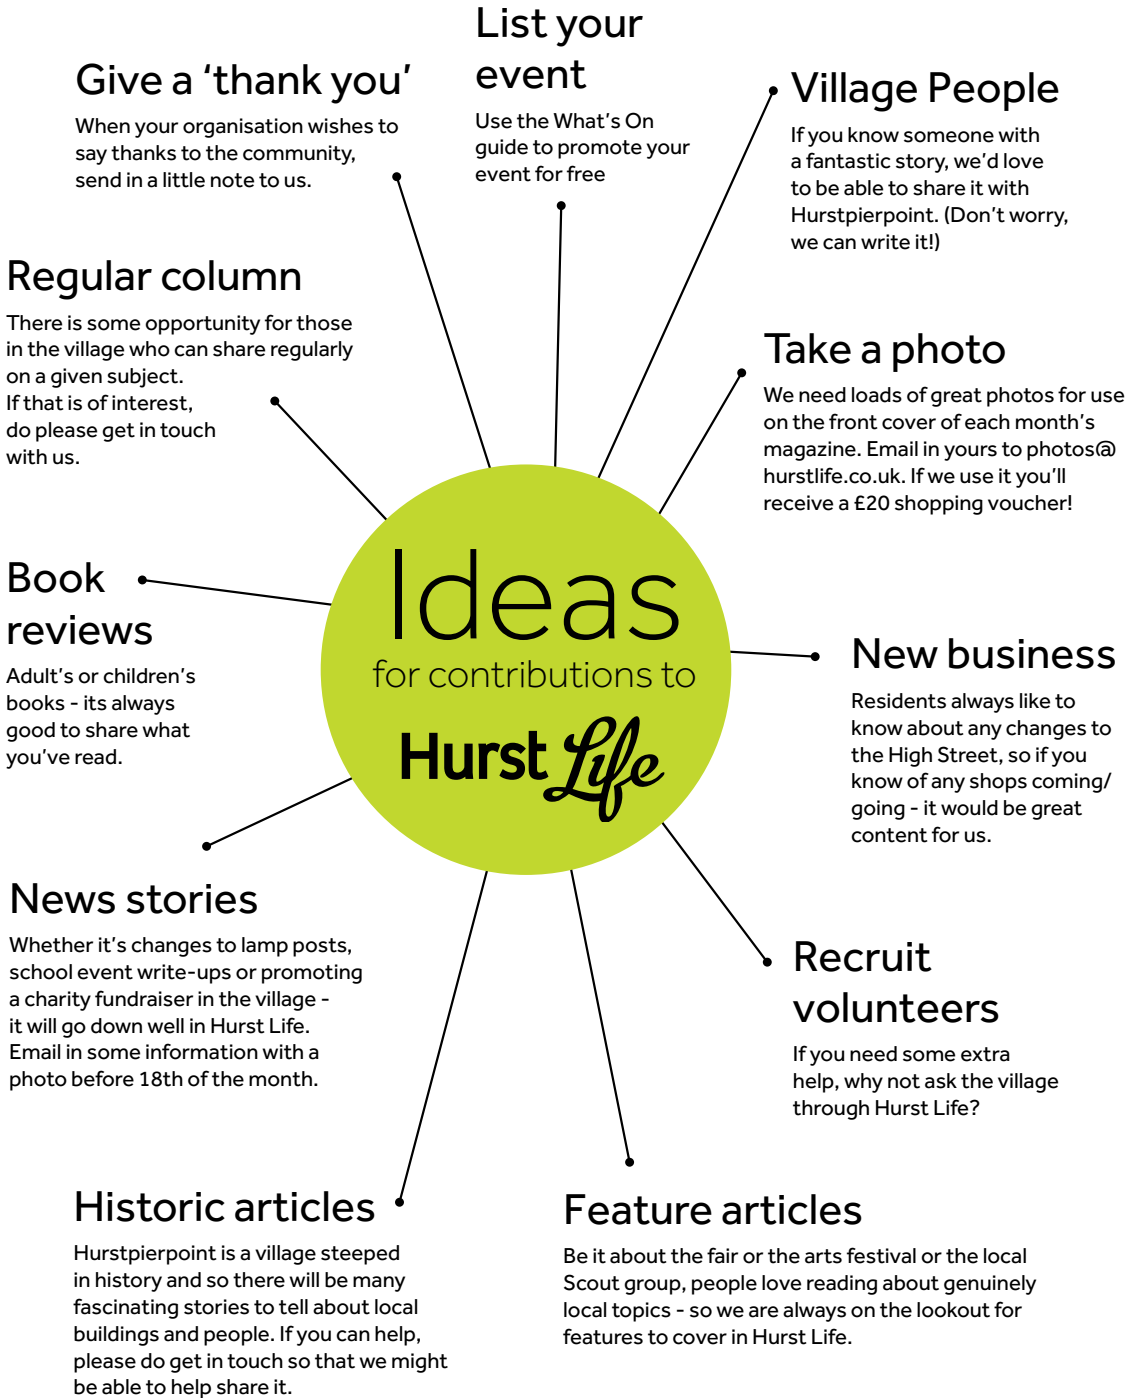 List your
event
Use the What's On
guide to promote your
event for free
Give a ‘thank you’
When your organisation wishes to
say thanks to the community,
send in a little note to us.
Village People
If you know someone with
a fantastic story, we'd love
to be able to share it with
Hurstpierpoint. (Don't worry,
we can write it!)
Regular column
There is some opportunity for those
in the village who can share regularly
on a given subject.
If that is of interest,
do please get in touch
with us.
Take a photo
We need loads of great photos for use
on the front cover of each month's
magazine. Email in yours to photos@
hurstlife.co.uk. If we use it you'll
receive a £20 shopping voucher!
Ideas
for contributions to
Hurst Life
Book
reviews
Adult's or children's
books - its always
good to share what
you've read.
New business
Residents always like to
know about any changes to
the High Street, so if you
know of any shops coming/
going - it would be great
content for us.
News stories
Whether it's changes to lamp posts,
school event write-ups or promoting
a charity fundraiser in the village -
it will go down well in Hurst Life.
Email in some information with a
photo before 18th of the month.
Recruit
volunteers
If you need some extra
help, why not ask the village
through Hurst Life?
Historic articles
Hurstpierpoint is a village steeped
in history and so there will be many
fascinating stories to tell about local
buildings and people. If you can help,
please do get in touch so that we might
be able to help share it.
Feature articles
Be it about the fair or the arts festival or the local
Scout group, people love reading about genuinely
local topics - so we are always on the lookout for
features to cover in Hurst Life.